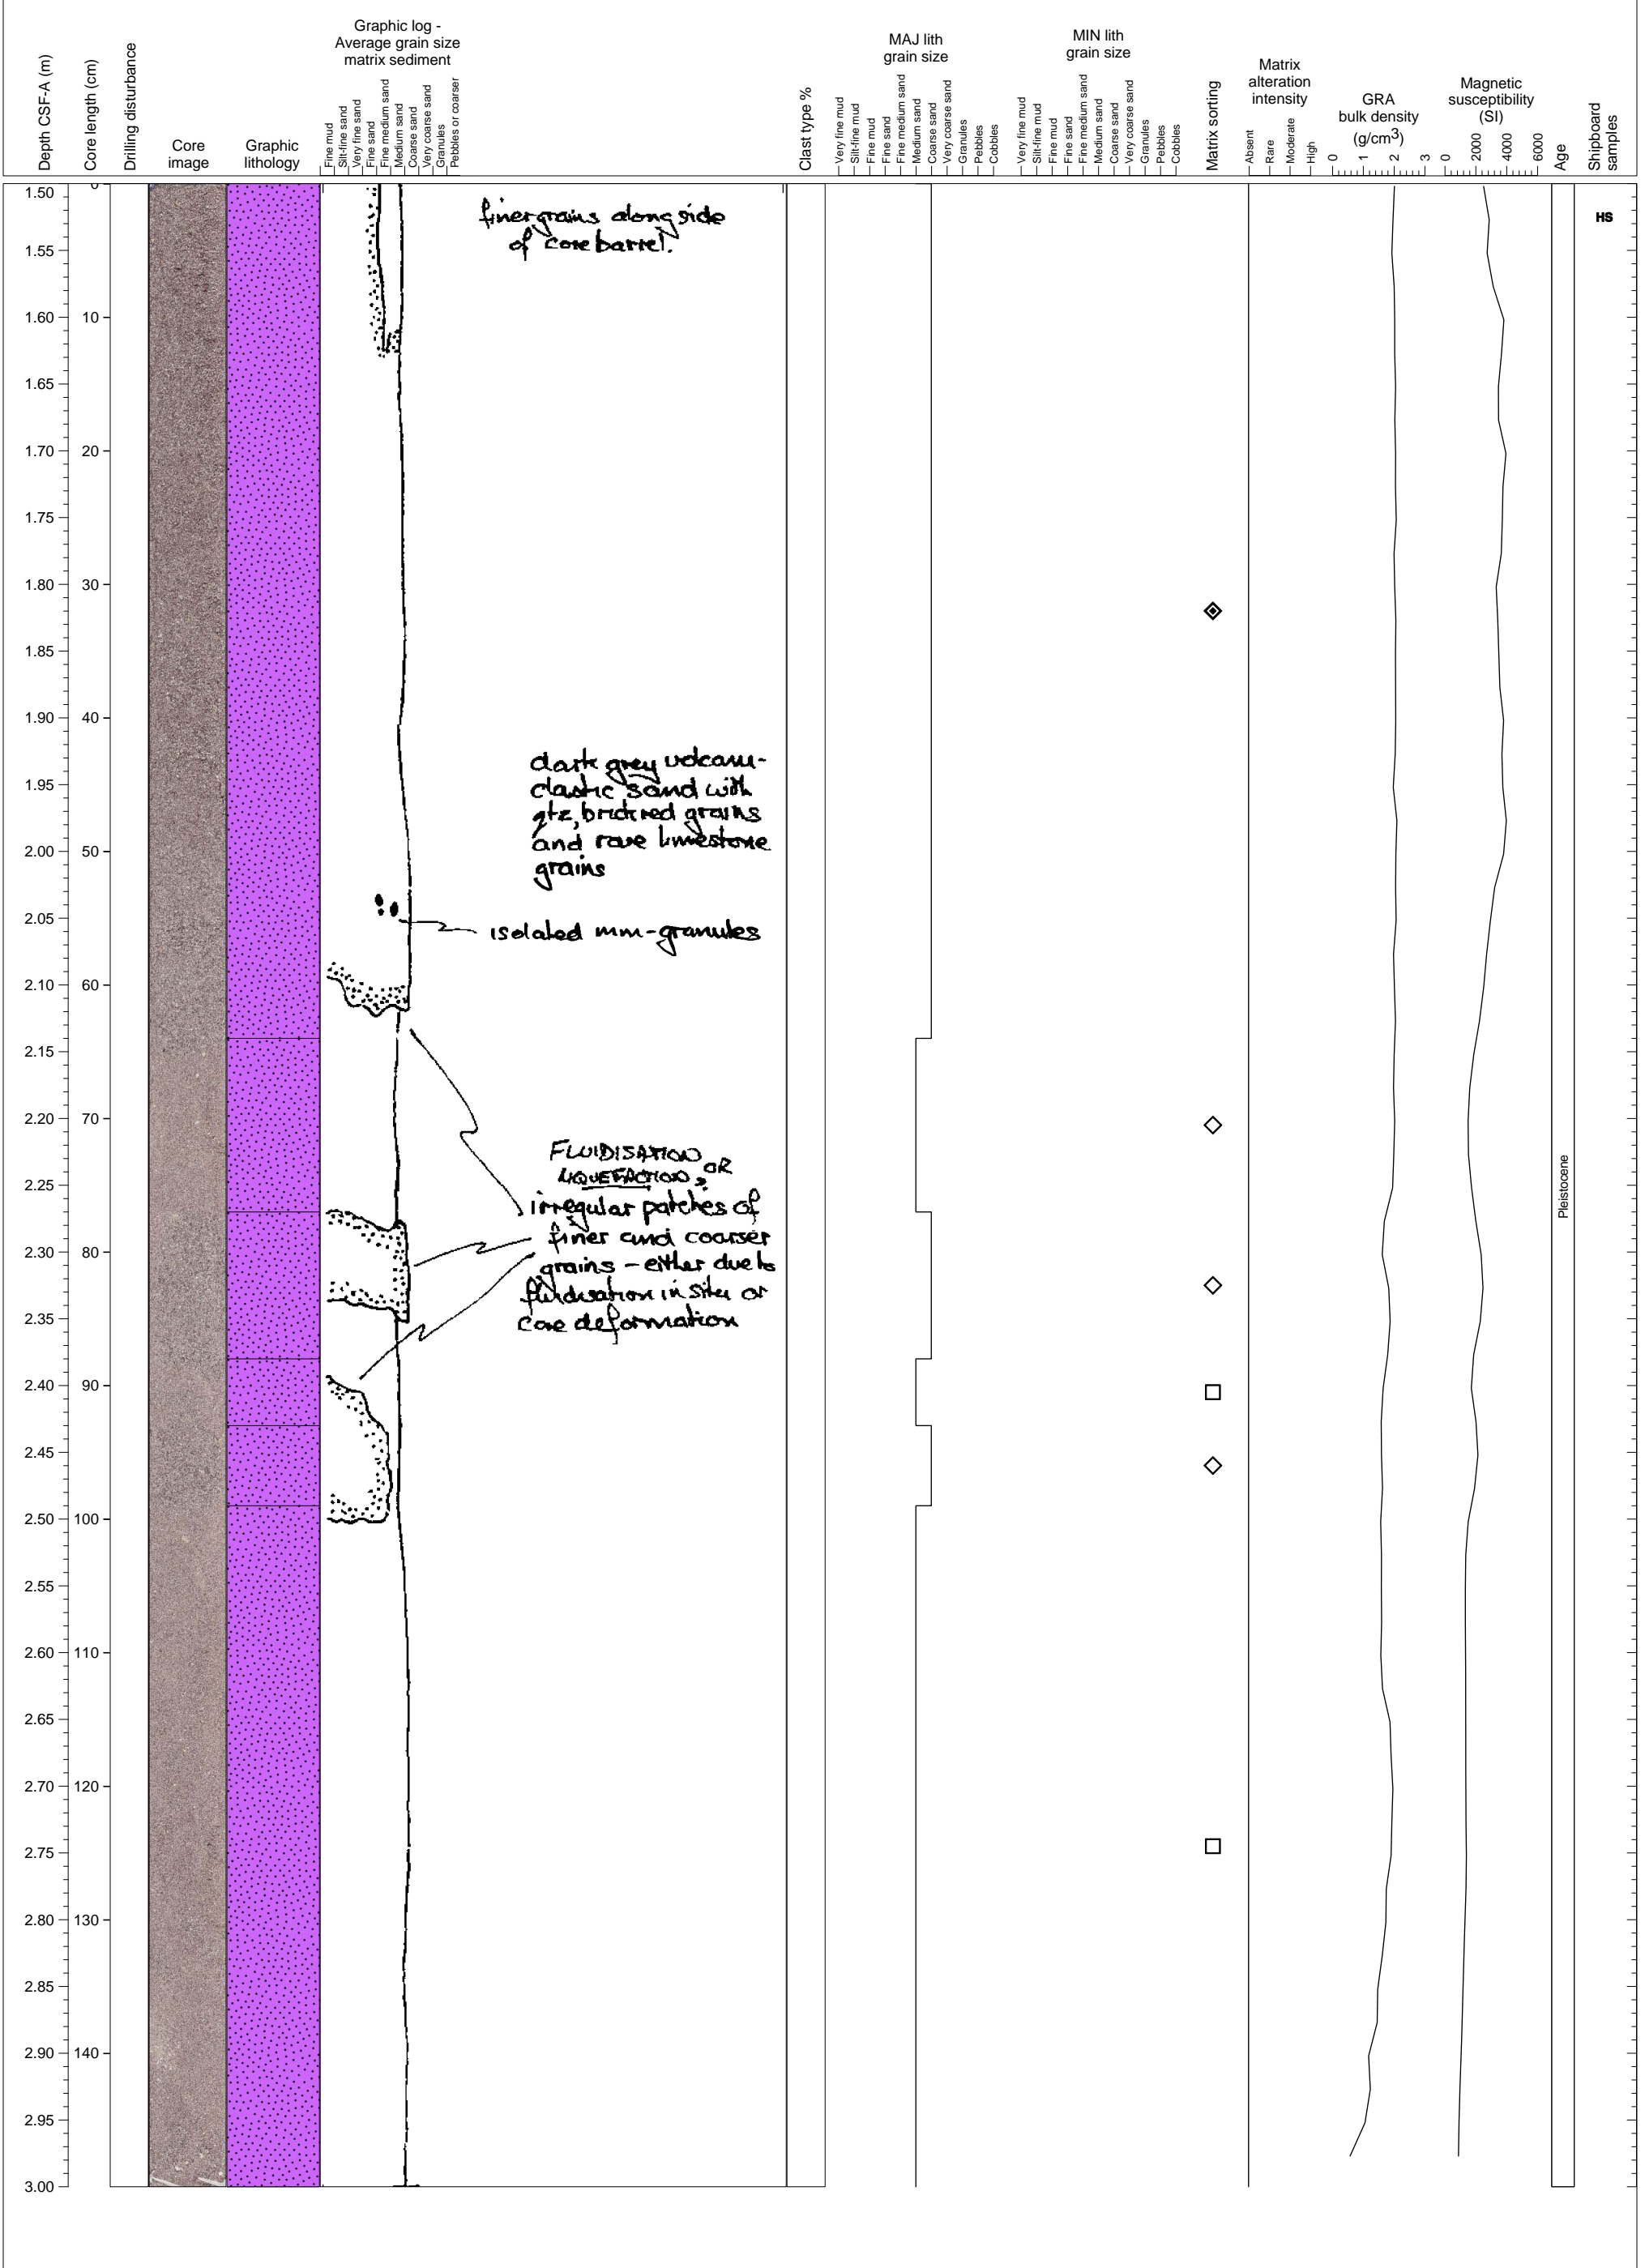 Depth CSF-A (m)
Core length (cm)
Drilling disturbance
Core
image
Graphic
lithology
Graphic log -
Average grain size
matrix sediment
Fine mud
Silt-fine sand
Very fine sand
Fine sand
Fine medium sand
Medium sand
Coarse sand
Very coarse sand
Granules
Pebbles or coarser
Clast type %
MAJ lith
grain size
Very fine mud
Silt-fine mud
Fine mud
Fine sand
Fine medium sand
Medium sand
Coarse sand
Very coarse sand
Granules
Pebbles
Cobbles
MIN lith
grain size
Very fine mud
Silt-fine mud
Fine mud
Fine sand
Fine medium sand
Medium sand
Coarse sand
Very coarse sand
Granules
Pebbles
Cobbles
Matrix sorting
Matrix
alteration
intensity
Absent
Rare
Moderate
High
GRA
bulk density
(g/cm3)
0 1 2 3
Magnetic
susceptibility
(SI)
0 2000 4000 6000
Age
Shipboard
samples
1.50 0
1.55
1.60 10
1.65
1.70 20
1.75
1.80 30
1.85
1.90 40
1.95
2.00 50
2.05
2.10 60
2.15
2.20 70
2.25
2.30 80
2.35
2.40 90
2.45
2.50 100
2.55
2.60 110
2.65
2.70 120
2.75
2.80 130
2.85
2.90 140
2.95
3.00
finer grains along side
of core barrel.
dark grey volcani-
clastic sand with
qtz, brick red grains
and rare limestone
grains
isolated mm-granules
FLUIDISATION OR
LIQUEFACTION:
irregular patches of
finer and coarser
grains – either due to
fluidisation in situ or
core deformation
Pleistocene
HS